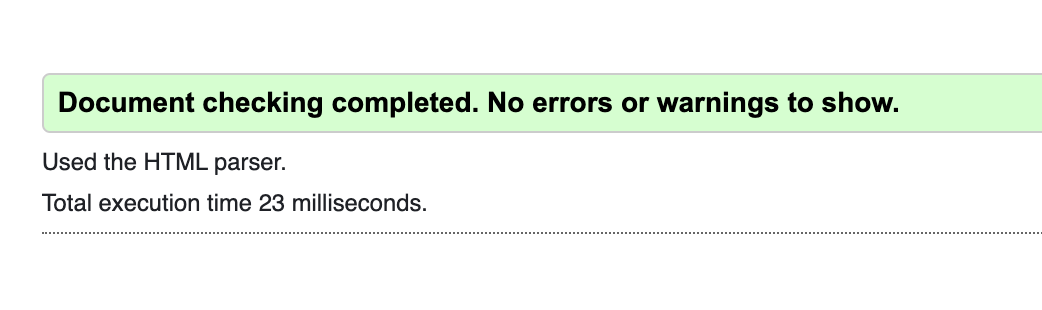 Document checking completed. No errors or warnings to show.
Used the HTML parser.
Total execution time 23 milliseconds.